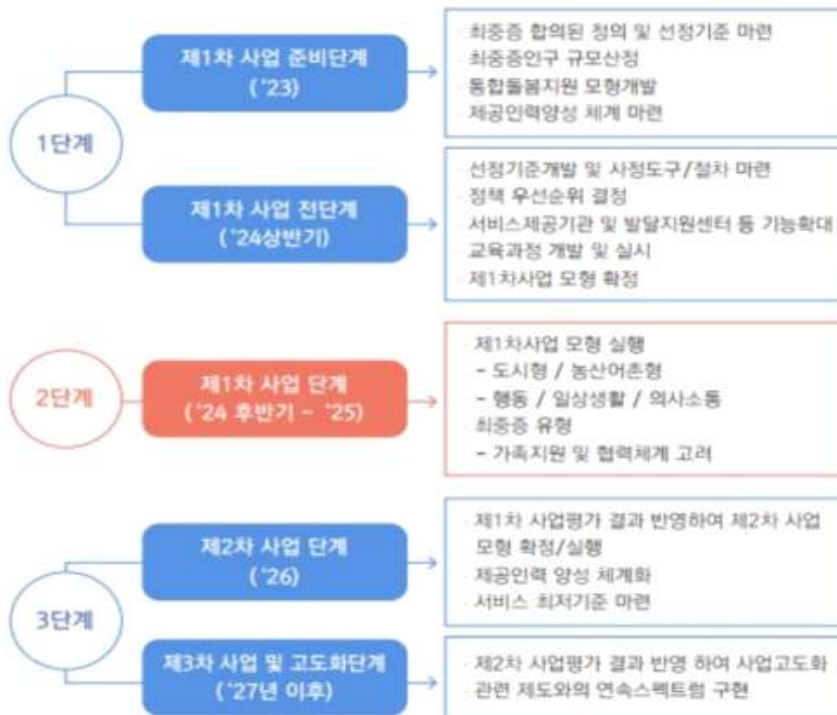 1단계
제1차 사업 준비단계
( ‘23)
· 최중증 합의된 정의 및 선정기준 마련
· 최중증인구 규모산정
· 통합돌봄지원 모형개발
· 제공인력양성 체계 마련
제1차 사업 전단계
( ‘24상반기)
· 선정기준개발 및 사정도구/절차 마련
· 정책 우선순위 결정
· 서비스제공기관 및 발달지원센터 등 기능확대
· 교육과정 개발 및 실시
· 제1차사업 모형 확정
2단계
제1차 사업 단계
( ‘24 후반기 ~ ‘25)
· 제1차사업 모형 실행
- 도시형 / 농산어촌형
- 행동 / 일상생활 / 의사소통
· 최중증 유형
- 가족지원 및 협력체계 고려
3단계
제2차 사업 단계
( ‘26)
· 제1차 사업평가 결과 반영하여 제2차 사업
모형 확정/실행
· 제공인력 양성 체계화
· 서비스 최저기준 마련
제3차 사업 및 고도화단계
( ‘27년 이후)
· 제2차 사업평가 결과 반영 하여 사업고도화
· 관련 제도와의 연속스펙트럼 구현